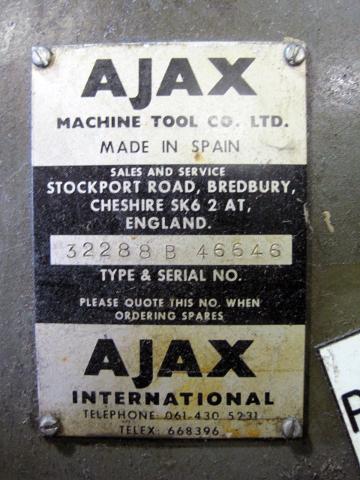 AJAX
MACHINE TOOL CO. LTD.
MADE IN SPAIN
SALES AND SERVICE
STOCKPORT ROAD, BREDBURY,
CHESHIRE SK6 2 AT,
ENGLAND.
32288 B 46646
TYPE & SERIAL NO.
PLEASE QUOTE THIS NO. WHEN
ORDERING SPARES
AJAX
INTERNATIONAL
TELEPHONE: 061-430 5231
TELEX: 668396